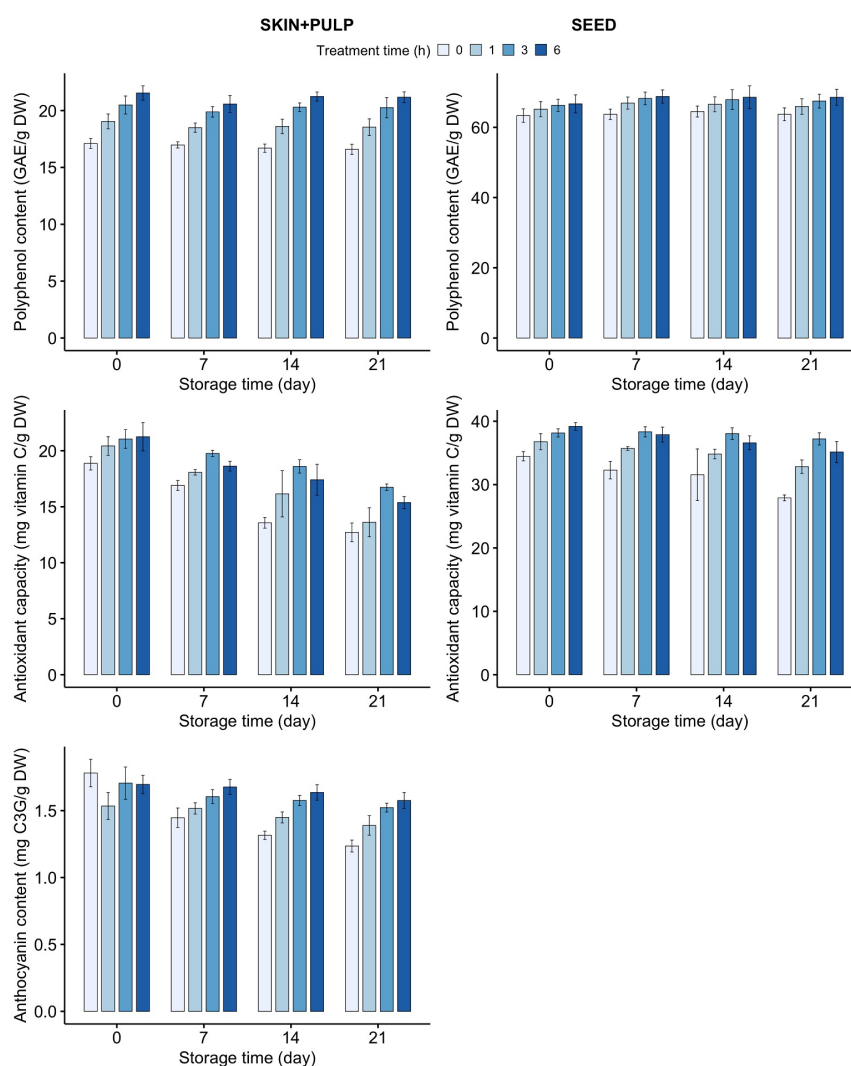 SKIN+PULP SEED
Treatment time (h) 0 1 3 6
Polyphenol content (GAE/g DW)
20
15
10
5
0
0 7 14 21
Storage time (day)
Polyphenol content (GAE/g DW)
60
40
20
0
0 7 14 21
Storage time (day)
Antioxidant capacity (mg vitamin C/g DW)
20
15
10
5
0
0 7 14 21
Storage time (day)
Antioxidant capacity (mg vitamin C/g DW)
40
30
20
10
0
0 7 14 21
Storage time (day)
Anthocyanin content (mg C3G/g DW)
1.5
1.0
0.5
0.0
0 7 14 21
Storage time (day)